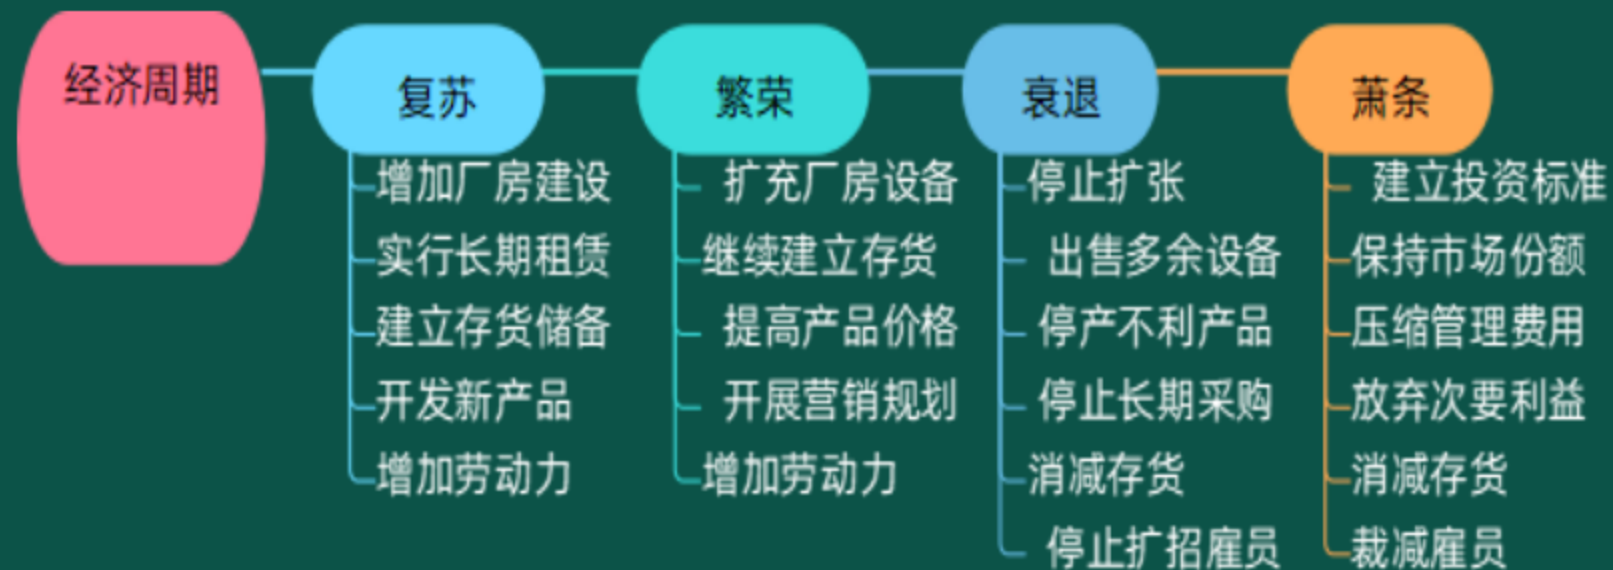 经济周期
复苏
增加厂房建设
实行长期租赁
建立存货储备
开发新产品
增加劳动力
繁荣
扩充厂房设备
继续建立存货
提高产品价格
开展营销规划
增加劳动力
衰退
停止扩张
出售多余设备
停产不利产品
停止长期采购
消减存货
停止扩招雇员
萧条
建立投资标准
保持市场份额
压缩管理费用
放弃次要利益
消减存货
裁减雇员